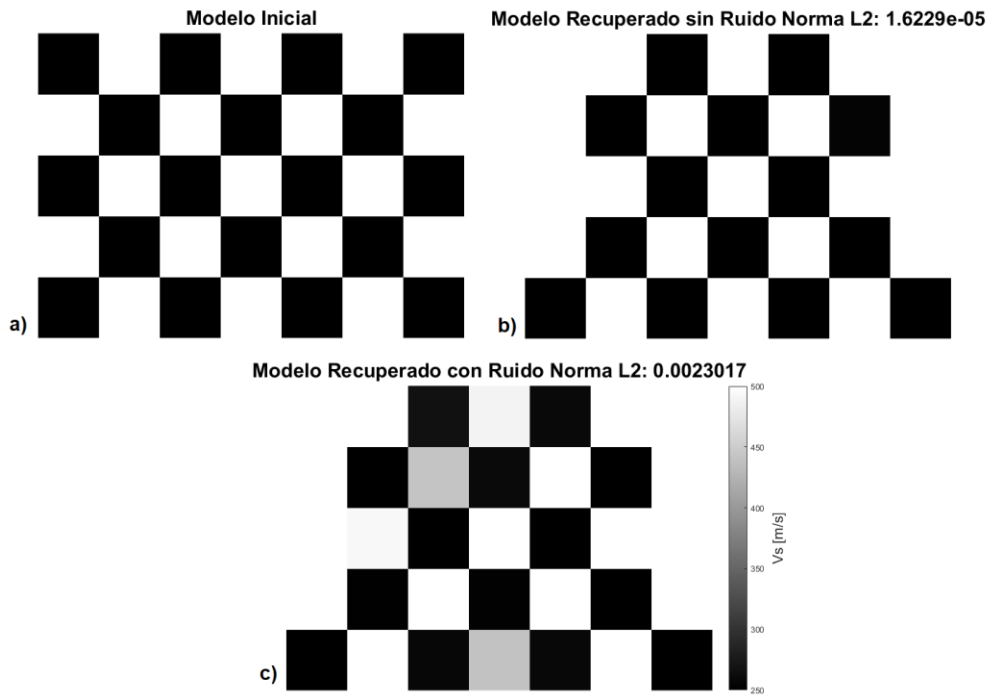 Modelo Inicial
Modelo Recuperado sin Ruido Norma L2: 1.6229e-05
a)
b)
Modelo Recuperado con Ruido Norma L2: 0.0023017
500
450
400
350
300
250
Vs [m/s]
c)